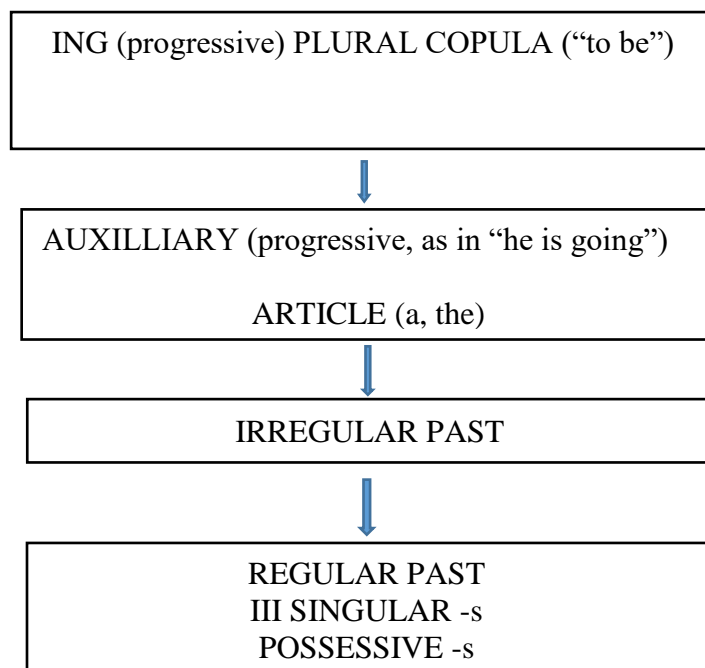 ING (progressive) PLURAL COPULA (“to be”)
AUXILLIARY (progressive, as in “he is going”)
ARTICLE (a, the)
IRREGULAR PAST
REGULAR PAST
III SINGULAR -s
POSSESSIVE -s